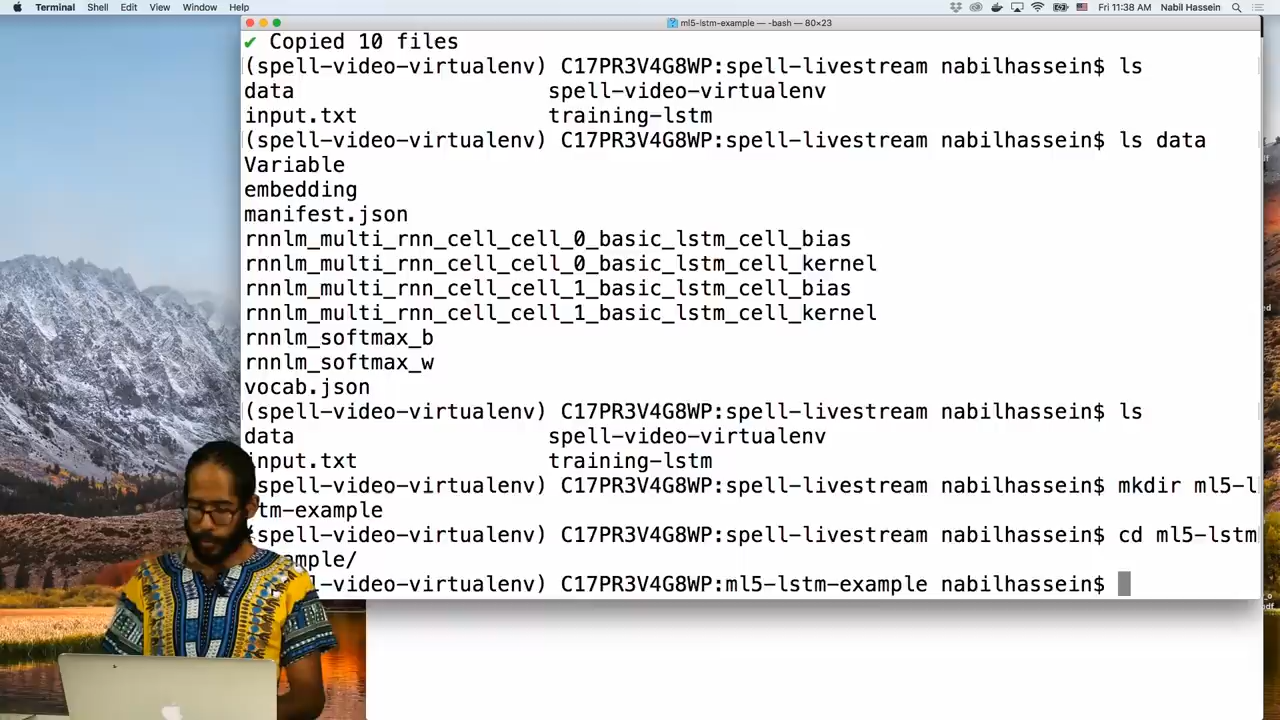 Terminal Shell Edit View Window Help Fri 11:38 AM Nabil Hassein
ml5-lstm-example — -bash — 80×23
✔ Copied 10 files
(spell-video-virtualenv) C17PR3V4G8WP:spell-livestream nabilhassein$ ls
data spell-video-virtualenv
input.txt training-lstm
(spell-video-virtualenv) C17PR3V4G8WP:spell-livestream nabilhassein$ ls data
Variable
embedding
manifest.json
rnnlm_multi_rnn_cell_cell_0_basic_lstm_cell_bias
rnnlm_multi_rnn_cell_cell_0_basic_lstm_cell_kernel
rnnlm_multi_rnn_cell_cell_1_basic_lstm_cell_bias
rnnlm_multi_rnn_cell_cell_1_basic_lstm_cell_kernel
rnnlm_softmax_b
rnnlm_softmax_w
vocab.json
(spell-video-virtualenv) C17PR3V4G8WP:spell-livestream nabilhassein$ ls
data spell-video-virtualenv
input.txt training-lstm
spell-video-virtualenv) C17PR3V4G8WP:spell-livestream nabilhassein$ mkdir ml5-l
tm-example
spell-video-virtualenv) C17PR3V4G8WP:spell-livestream nabilhassein$ cd ml5-lstm
ample/
-video-virtualenv) C17PR3V4G8WP:ml5-lstm-example nabilhassein$